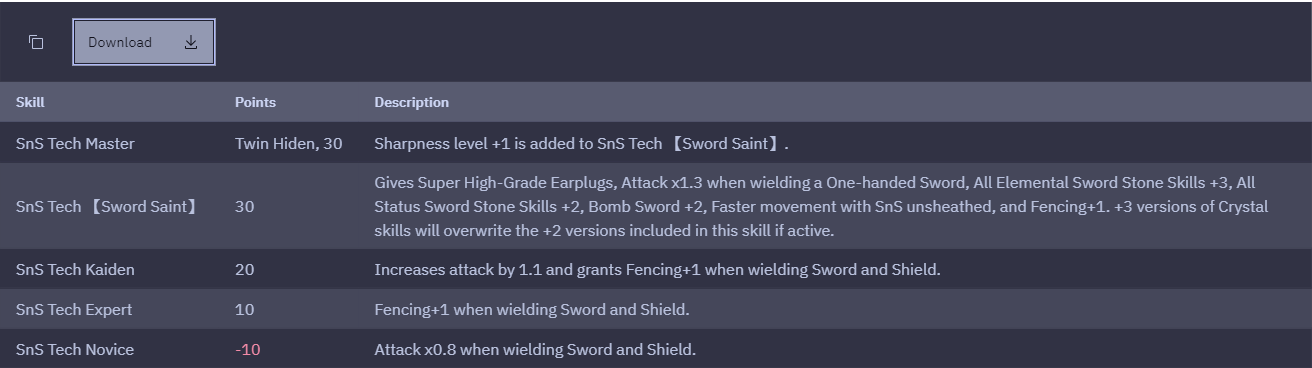 Download
Skill Points Description
SnS Tech Master Twin Hiden, 30 Sharpness level +1 is added to SnS Tech 【Sword Saint】.
SnS Tech 【Sword Saint】 30 Gives Super High-Grade Earplugs, Attack x1.3 when wielding a One-handed Sword, All Elemental Sword Stone Skills +3, All
Status Sword Stone Skills +2, Bomb Sword +2, Faster movement with SnS unsheathed, and Fencing+1. +3 versions of Crystal
skills will overwrite the +2 versions included in this skill if active.
SnS Tech Kaiden 20 Increases attack by 1.1 and grants Fencing+1 when wielding Sword and Shield.
SnS Tech Expert 10 Fencing+1 when wielding Sword and Shield.
SnS Tech Novice -10 Attack x0.8 when wielding Sword and Shield.